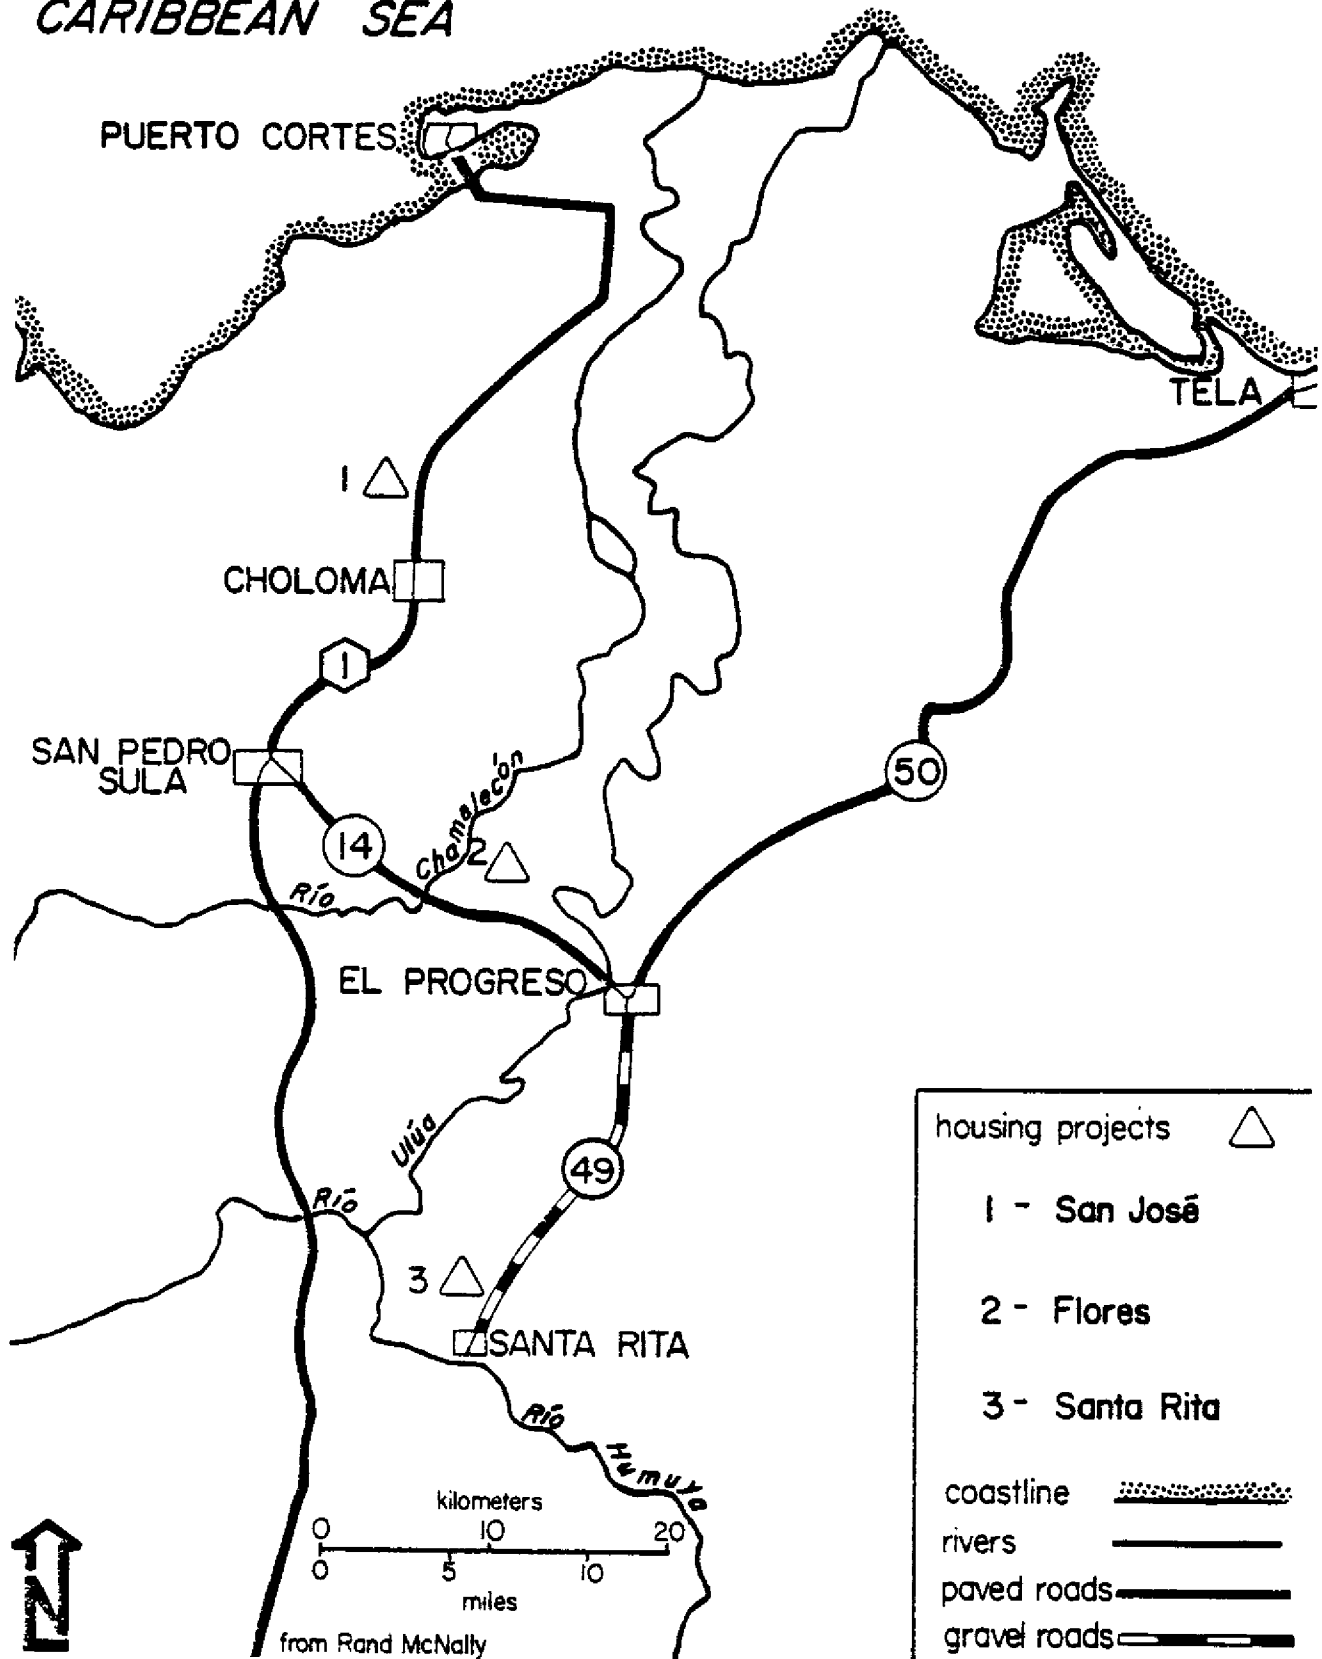 CARIBBEAN SEA
PUERTO CORTES
TELA
1
CHOLOMA
1
SAN PEDRO
SULA
50
14
Chamalecón
2
Río
EL PROGRESO
Ulúa
49
Río
3
SANTA RITA
Río
Humuya
housing projects
1 - San José
2 - Flores
3 - Santa Rita
coastline
rivers
paved roads
gravel roads
kilometers
0 10 20
0 5 10
miles
N
from Rand McNally